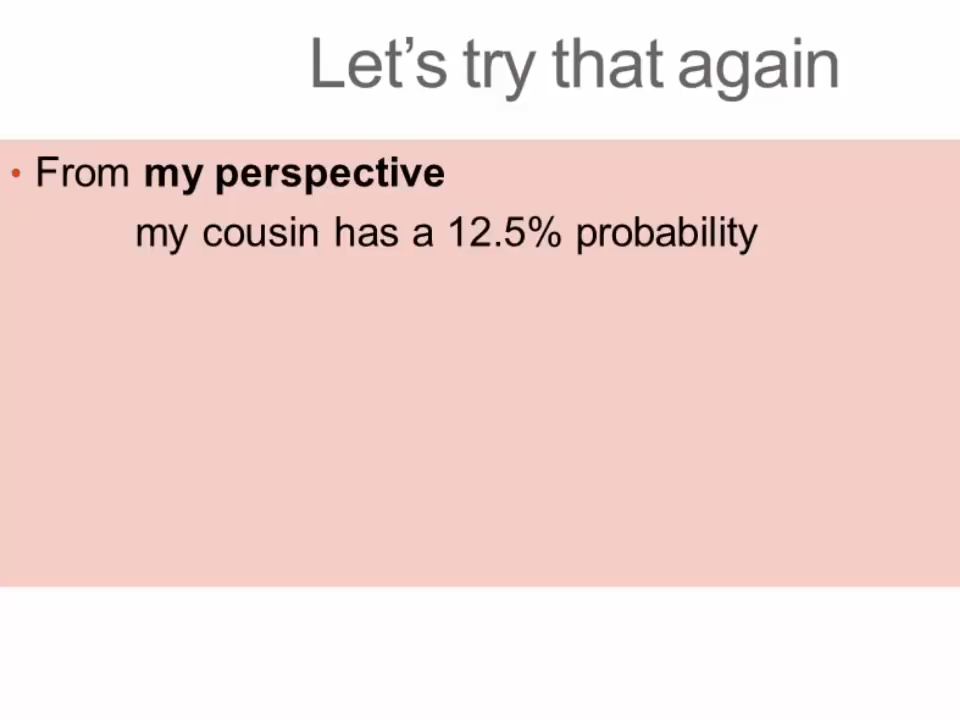 Let’s try that again
• From my perspective
my cousin has a 12.5% probability